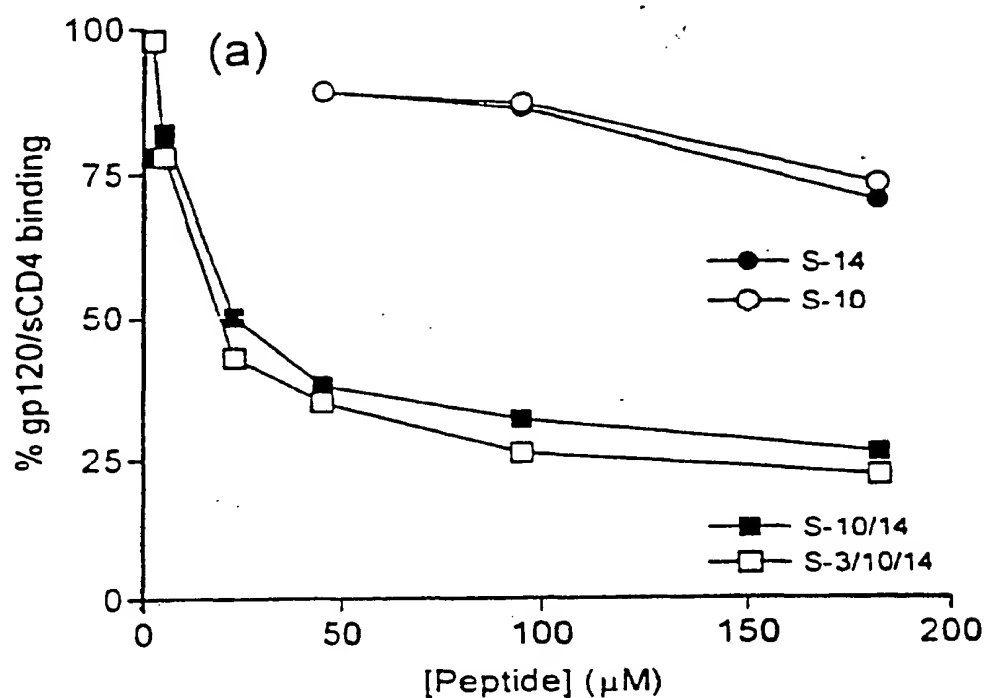 (a)
% gp120/sCD4 binding
100
75
50
25
0
S-14
S-10
S-10/14
S-3/10/14
0 50 100 150 200
[Peptide] (μM)